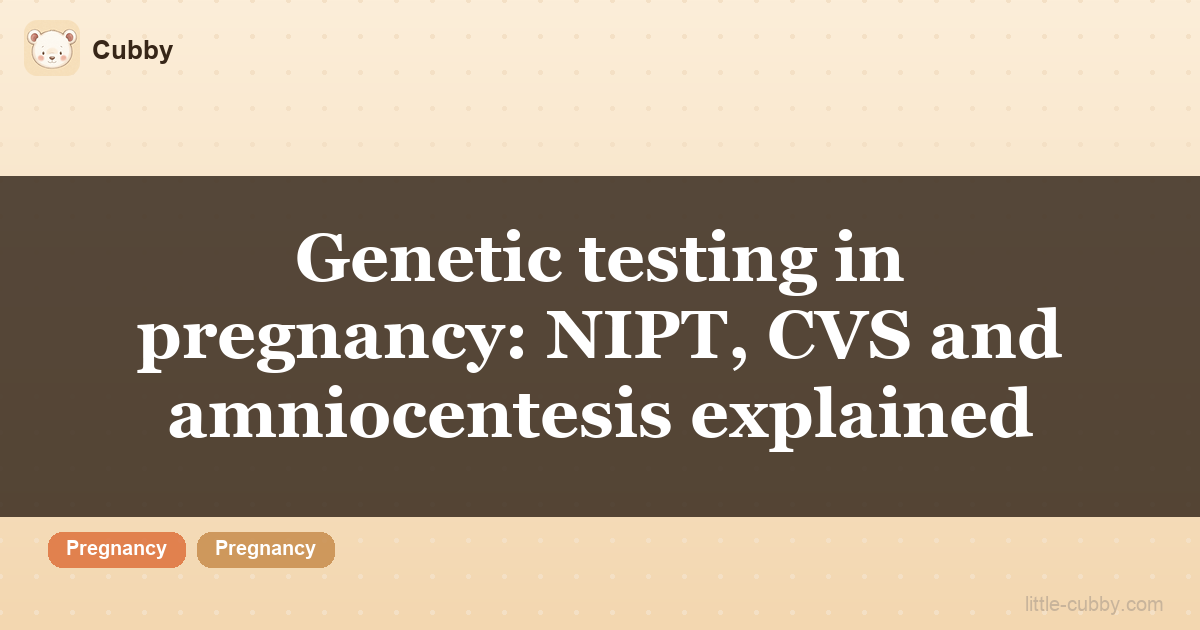 Cubby
Genetic testing in
pregnancy: NIPT, CVS and
amniocentesis explained
Pregnancy Pregnancy
little-cubby.com